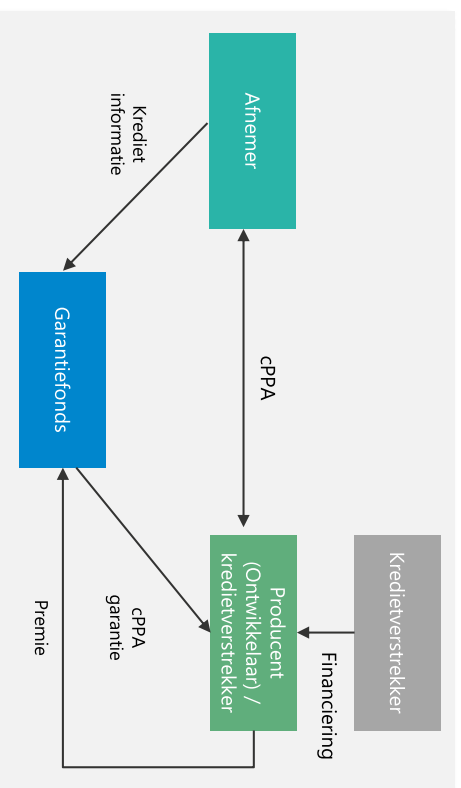 Kredietverstrekker
Financiering
Afnemer
cPPA
Producent
(Ontwikkelaar) /
kredietverstrekker
Krediet
informatie
cPPA
garantie
Garantiefonds
Premie